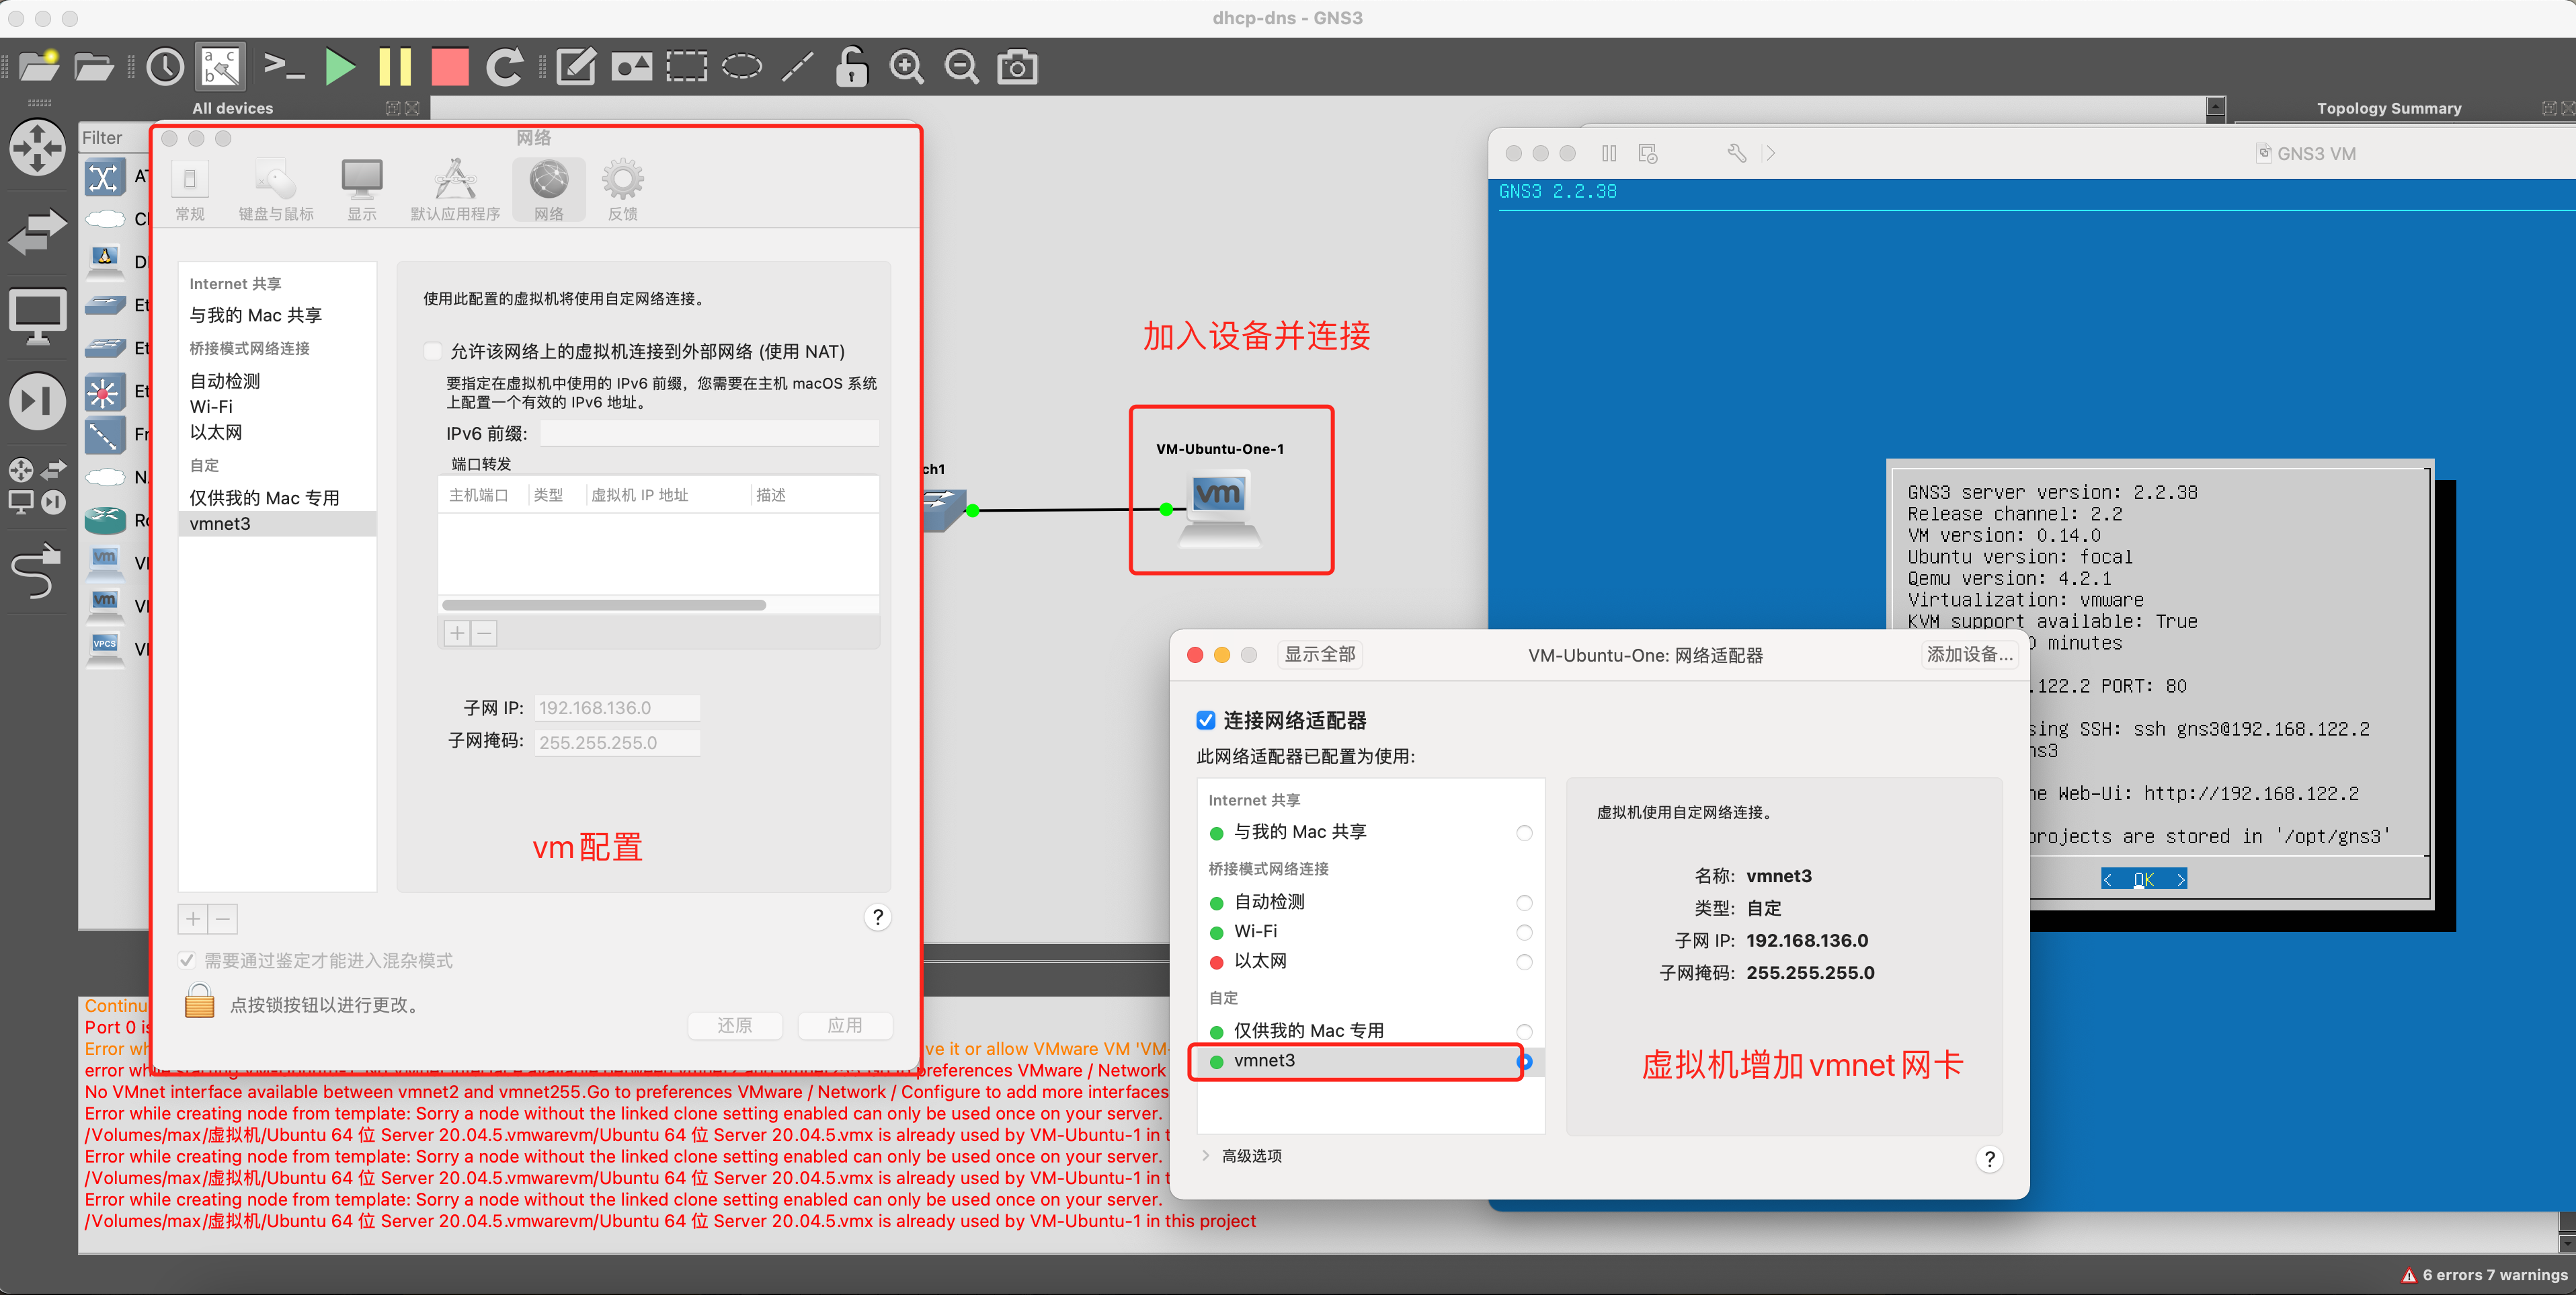 dhcp-dns - GNS3
All devices
Topology Summary
Filter
网络
常规
键盘与鼠标
显示
默认应用程序
网络
反馈
Internet 共享
与我的 Mac 共享
桥接模式网络连接
自动检测
Wi-Fi
以太网
自定
仅供我的 Mac 专用
vmnet3
使用此配置的虚拟机将使用自定网络连接。
允许该网络上的虚拟机连接到外部网络 (使用 NAT)
要指定在虚拟机中使用的 IPv6 前缀，您需要在主机 macOS 系统
上配置一个有效的 IPv6 地址。
IPv6 前缀:
端口转发
主机端口 类型 虚拟机 IP 地址 描述
子网 IP: 192.168.136.0
子网掩码: 255.255.255.0
vm配置
需要通过鉴定才能进入混杂模式
点按锁按钮以进行更改。
还原
应用
加入设备并连接
ch1
VM-Ubuntu-One-1
vm
GNS3 VM
GNS3 2.2.38
GNS3 server version: 2.2.38
Release channel: 2.2
VM version: 0.14.0
Ubuntu version: focal
Qemu version: 4.2.1
Virtualization: vmware
KVM support available: True
minutes
.122.2 PORT: 80
sing SSH: ssh gns3@192.168.122.2
ns3
ne Web-Ui: http://192.168.122.2
projects are stored in '/opt/gns3'
< OK >
显示全部
VM-Ubuntu-One: 网络适配器
添加设备...
连接网络适配器
此网络适配器已配置为使用:
Internet 共享
与我的 Mac 共享
桥接模式网络连接
自动检测
Wi-Fi
以太网
自定
仅供我的 Mac 专用
vmnet3
虚拟机使用自定网络连接。
名称: vmnet3
类型: 自定
子网 IP: 192.168.136.0
子网掩码: 255.255.255.0
虚拟机增加vmnet网卡
高级选项
Continu
Port 0 is
Error wh
ve it or allow VMware VM 'VM-
error wh
preferences VMware / Network
No VMnet interface available between vmnet2 and vmnet255.Go to preferences VMware / Network / Configure to add more interfaces
Error while creating node from template: Sorry a node without the linked clone setting enabled can only be used once on your server.
/Volumes/max/虚拟机/Ubuntu 64 位 Server 20.04.5.vmwarevm/Ubuntu 64 位 Server 20.04.5.vmx is already used by VM-Ubuntu-1 in t
Error while creating node from template: Sorry a node without the linked clone setting enabled can only be used once on your server.
/Volumes/max/虚拟机/Ubuntu 64 位 Server 20.04.5.vmwarevm/Ubuntu 64 位 Server 20.04.5.vmx is already used by VM-Ubuntu-1 in t
Error while creating node from template: Sorry a node without the linked clone setting enabled can only be used once on your server.
/Volumes/max/虚拟机/Ubuntu 64 位 Server 20.04.5.vmwarevm/Ubuntu 64 位 Server 20.04.5.vmx is already used by VM-Ubuntu-1 in this project
6 errors 7 warnings